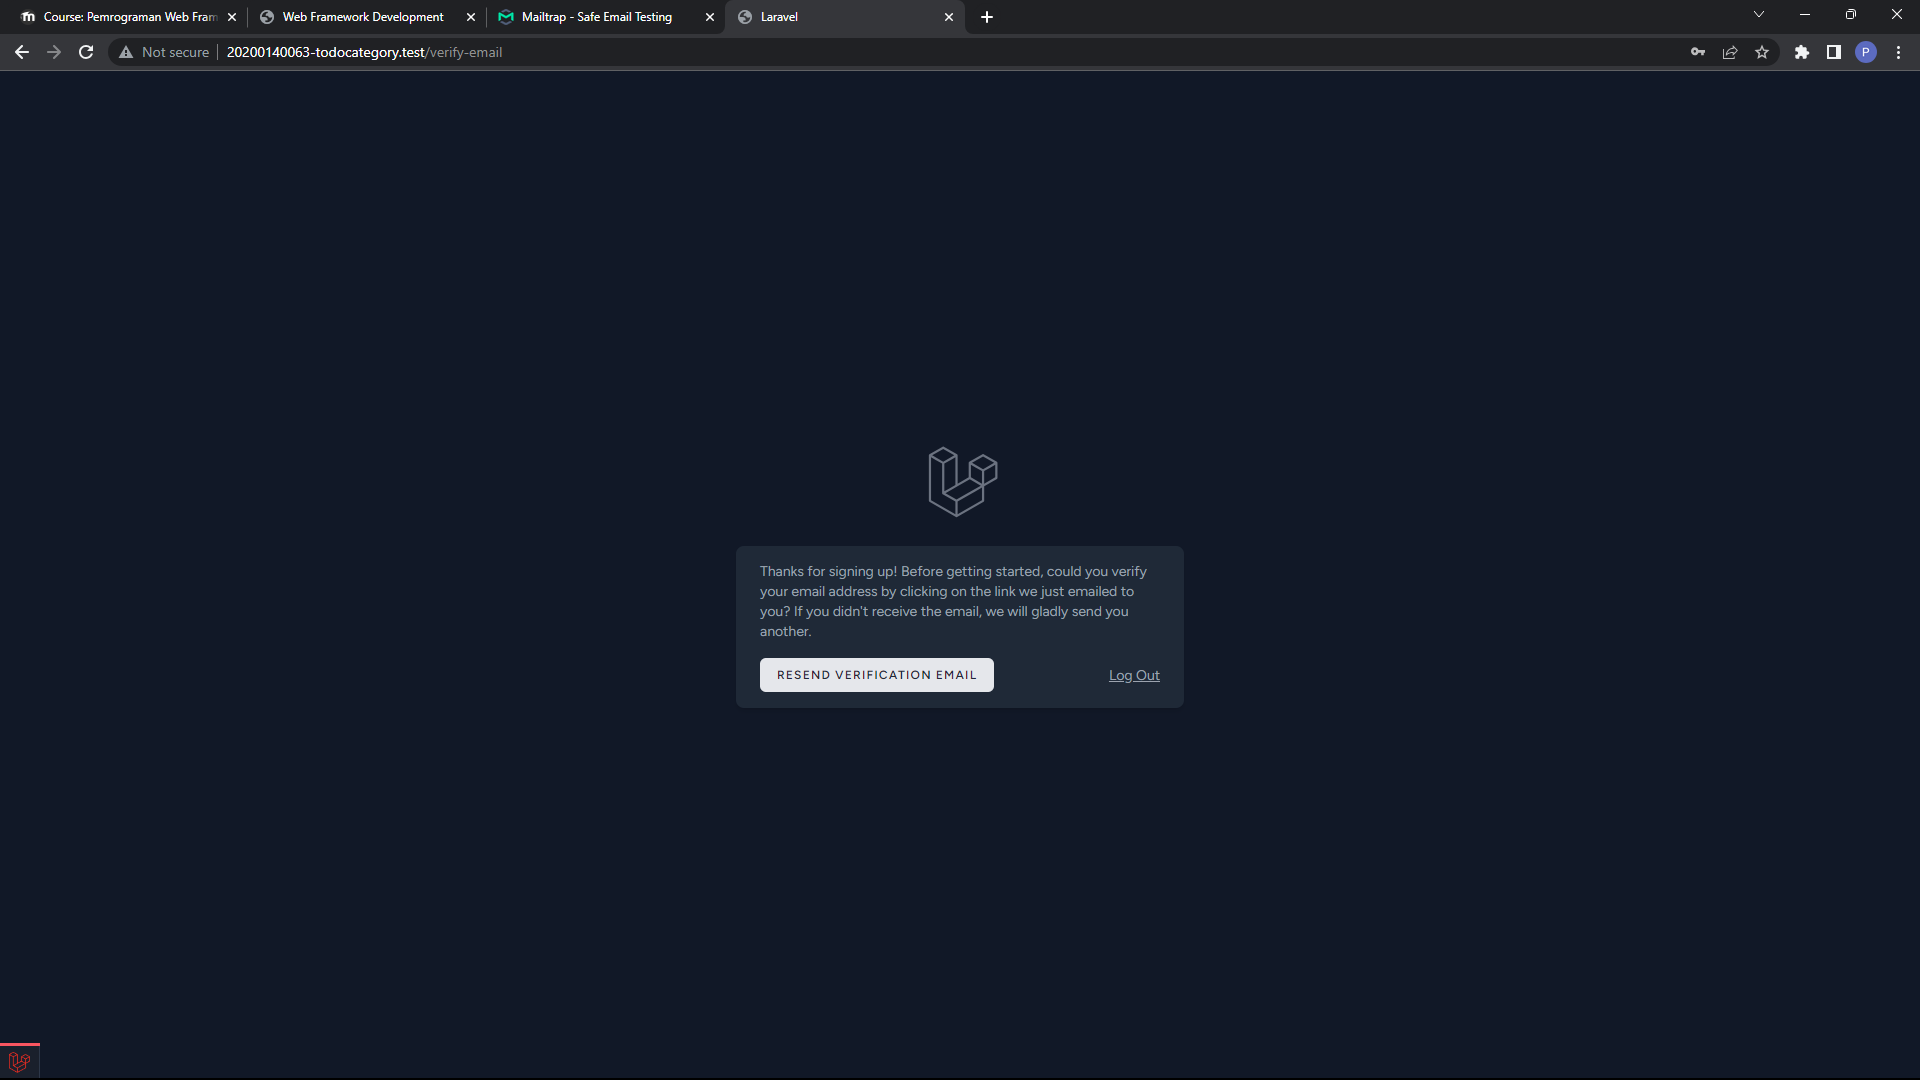 Course: Pemrograman Web Fram
Web Framework Development
Mailtrap - Safe Email Testing
Laravel
Not secure
20200140063-todocategory.test/verify-email
P
Thanks for signing up! Before getting started, could you verify
your email address by clicking on the link we just emailed to
you? If you didn't receive the email, we will gladly send you
another.
RESEND VERIFICATION EMAIL
Log Out